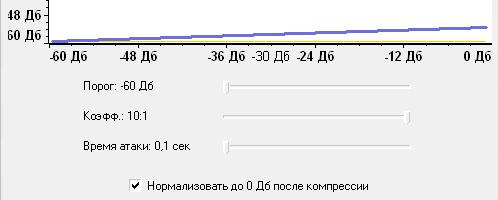 48 Дб
60 Дб
-60 Дб -48 Дб -36 Дб -30 Дб -24 Дб -12 Дб 0 Дб
Порог: -60 Дб
Коэфф.: 10:1
Время атаки: 0,1 сек
Нормализовать до 0 Дб после компрессии